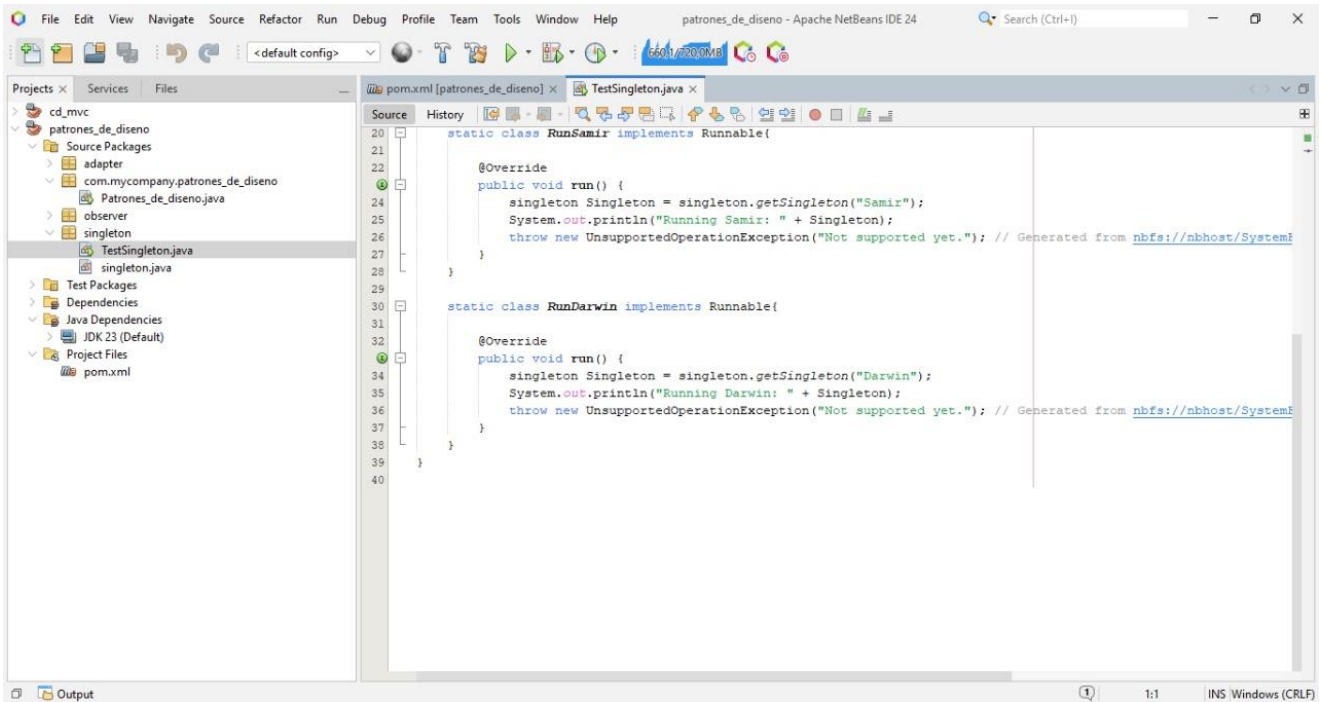 File Edit View Navigate Source Refactor Run Debug Profile Team Tools Window Help patrones_de_diseno - Apache NetBeans IDE 24 Search (Ctrl+I)
<default config> 660,1/720,0MB
Projects Services Files
pom.xml [patrones_de_diseno] TestSingleton.java
Source History
cd_mvc
patrones_de_diseno
Source Packages
adapter
com.mycompany.patrones_de_diseno
Patrones_de_diseno.java
observer
singleton
TestSingleton.java
singleton.java
Test Packages
Dependencies
Java Dependencies
JDK 23 (Default)
Project Files
pom.xml
20 static class RunSamir implements Runnable{
21
22 @Override
public void run() {
24 singleton Singleton = singleton.getSingleton("Samir");
25 System.out.println("Running Samir: " + Singleton);
26 throw new UnsupportedOperationException("Not supported yet."); // Generated from nbfs://nbhost/SystemF
27 }
28 }
29
30 static class RunDarwin implements Runnable{
31
32 @Override
public void run() {
34 singleton Singleton = singleton.getSingleton("Darwin");
35 System.out.println("Running Darwin: " + Singleton);
36 throw new UnsupportedOperationException("Not supported yet."); // Generated from nbfs://nbhost/SystemF
37 }
38 }
39 }
40
Output 1 1:1 INS Windows (CRLF)